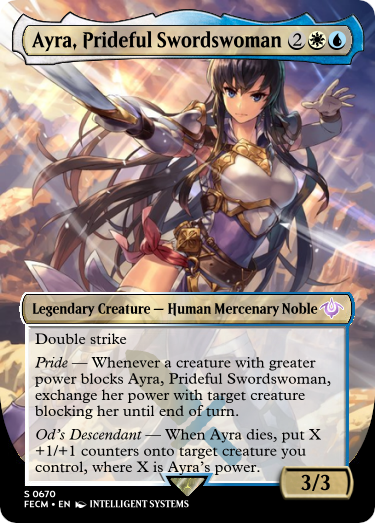 Ayra, Prideful Swordswoman 2
Legendary Creature — Human Mercenary Noble
Double strike
Pride — Whenever a creature with greater
power blocks Ayra, Prideful Swordswoman,
exchange her power with target creature
blocking her until end of turn.
Od's Descendant — When Ayra dies, put X
+1/+1 counters onto target creature you
control, where X is Ayra's power.
3/3
S 0670
FECM • EN INTELLIGENT SYSTEMS